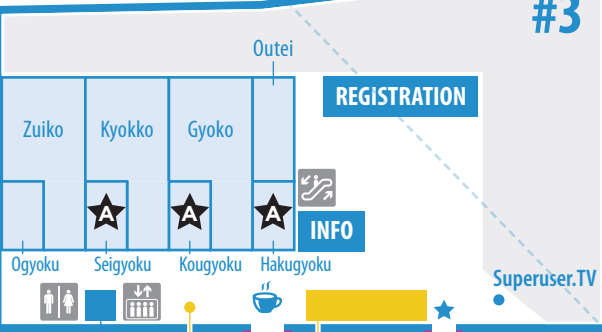 #3
Outei
REGISTRATION
Zuiko
Kyokko
Gyoko
A
A
A
INFO
Ogyoku
Seigyoku
Kougyoku
Hakugyoku
Superuser.TV